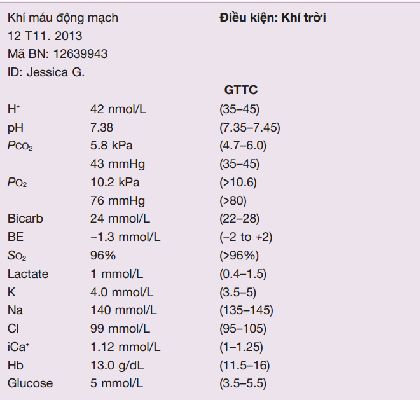 Khí máu động mạch Điều kiện: Khí trời
12 T11. 2013
Mã BN: 12639943
ID: Jessica G.
GTTC
H⁺ 42 nmol/L (35–45)
pH 7.38 (7.35–7.45)
PCO₂ 5.8 kPa (4.7–6.0)
43 mmHg (35–45)
PO₂ 10.2 kPa (>10.6)
76 mmHg (>80)
Bicarb 24 mmol/L (22–28)
BE –1.3 mmol/L (–2 to +2)
SO₂ 96% (>96%)
Lactate 1 mmol/L (0.4–1.5)
K 4.0 mmol/L (3.5–5)
Na 140 mmol/L (135–145)
Cl 99 mmol/L (95–105)
iCa⁺ 1.12 mmol/L (1–1.25)
Hb 13.0 g/dL (11.5–16)
Glucose 5 mmol/L (3.5–5.5)